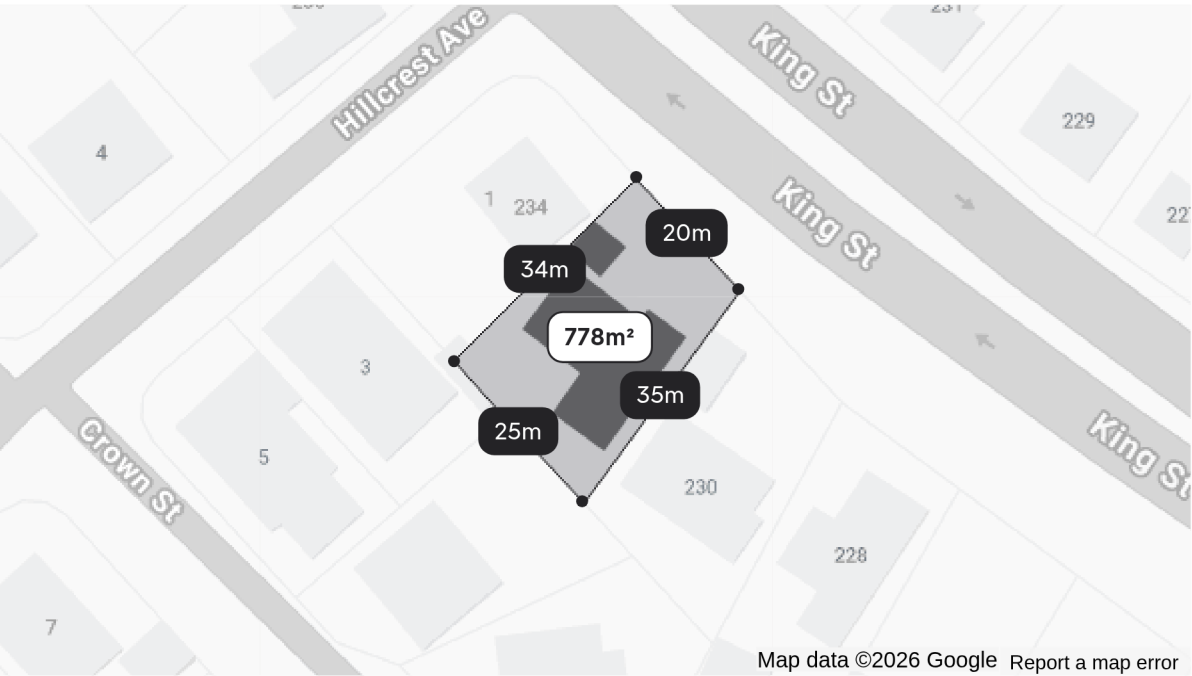 Hillcrest Ave
King St
231
229
4
1
234
King St
20m
34m
778m²
3
35m
25m
5
Crown St
230
King St
228
7
Map data ©2026 Google
Report a map error